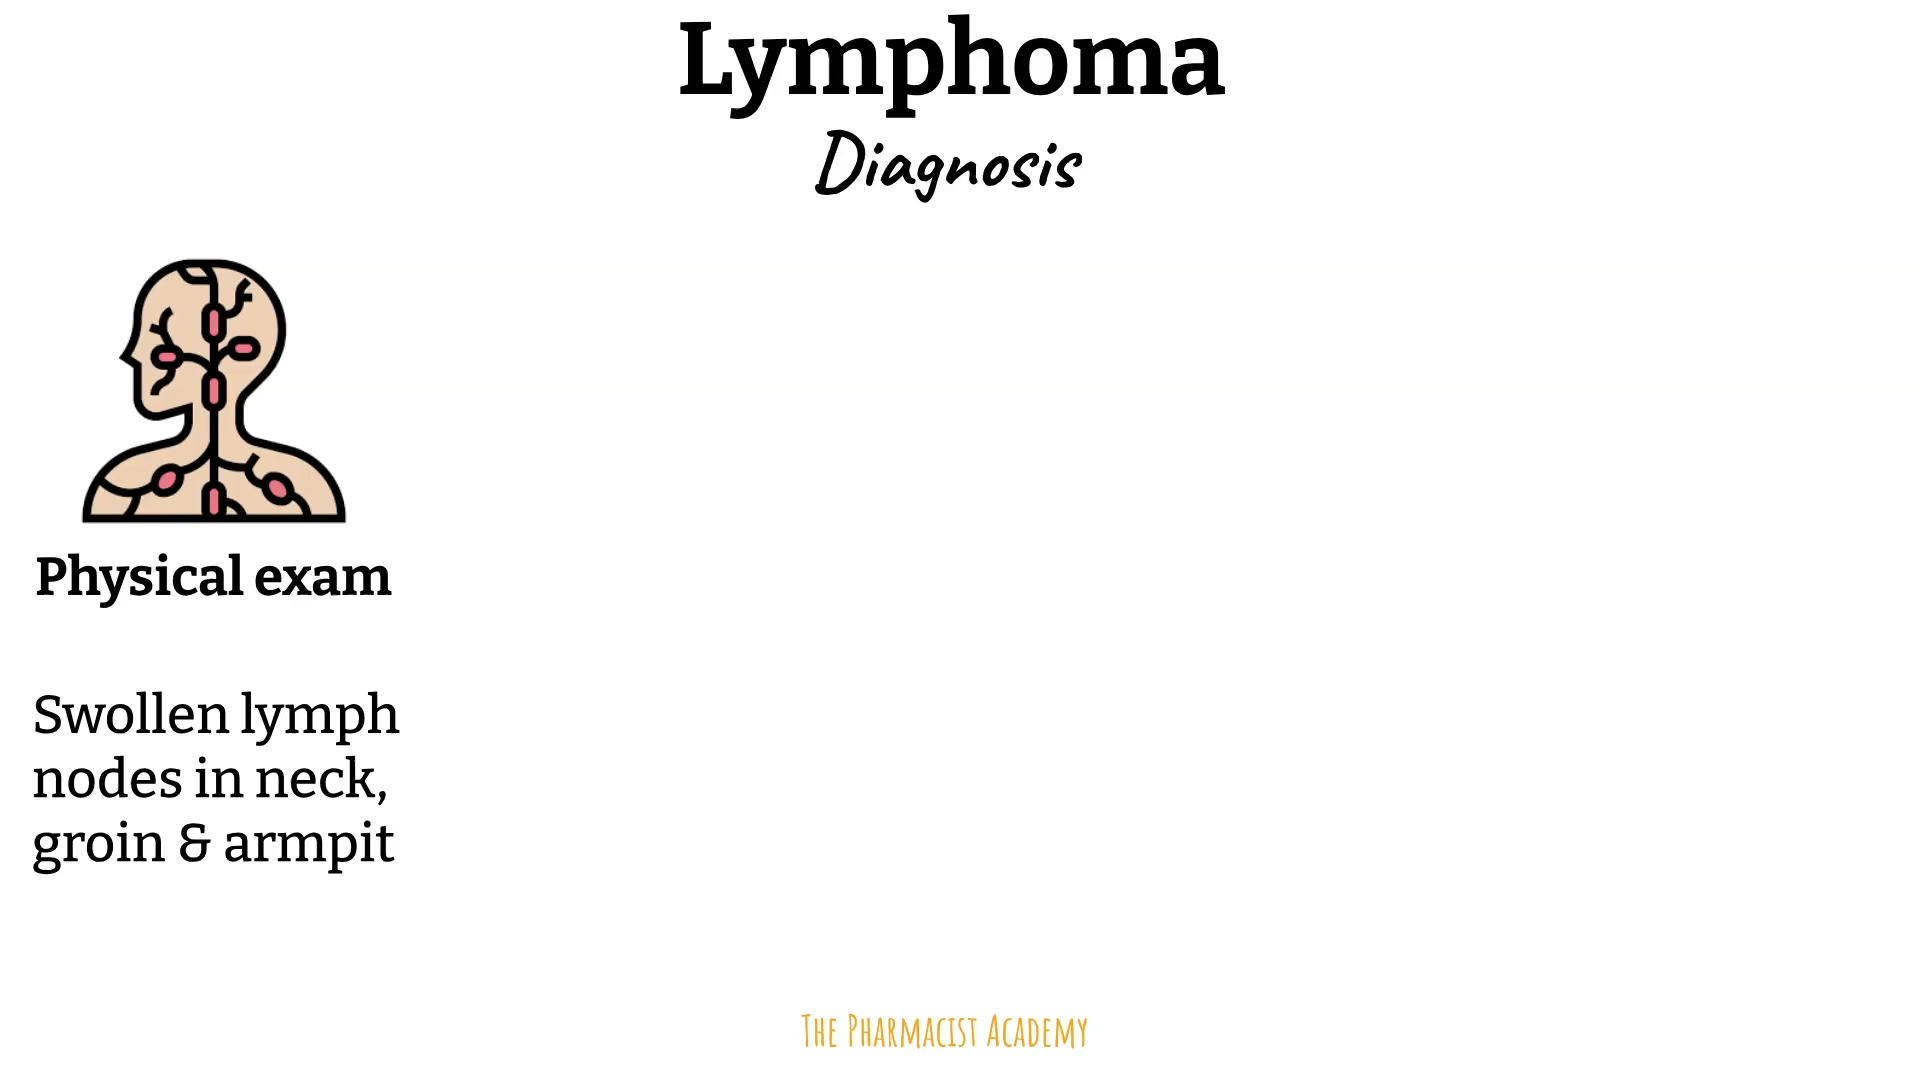 Lymphoma
Diagnosis
Physical exam
Swollen lymph
nodes in neck,
groin & armpit
The Pharmacist Academy